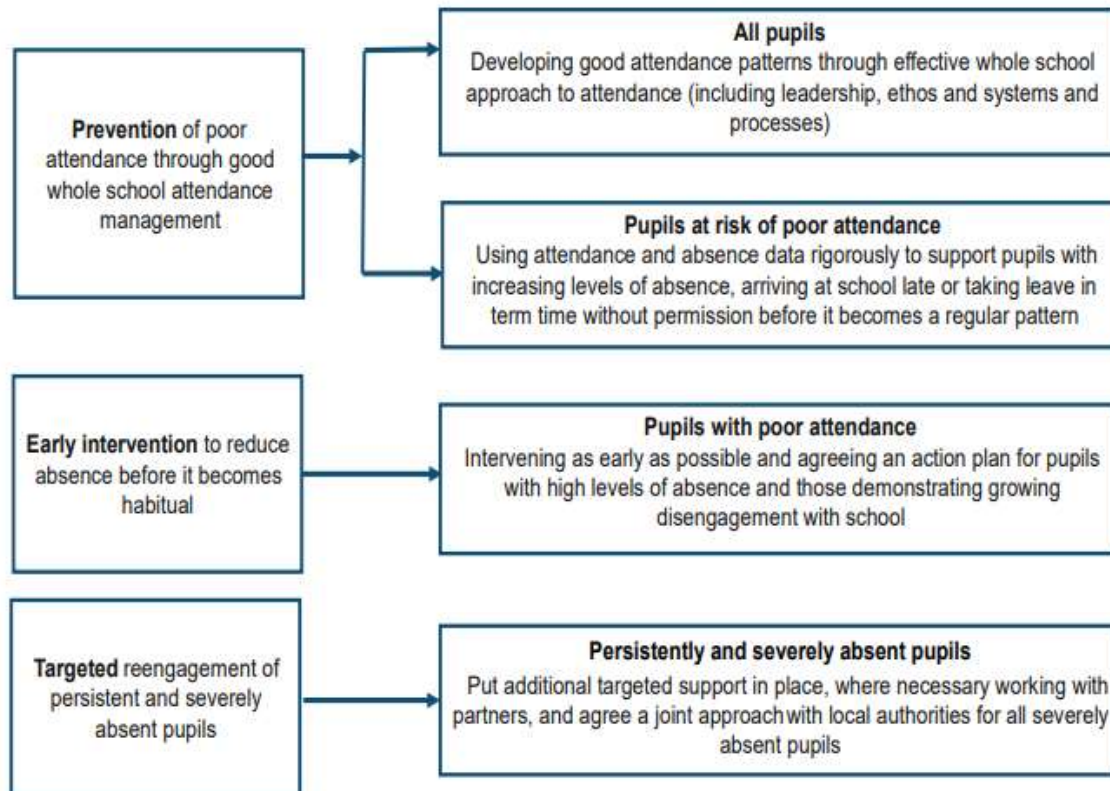 Prevention of poor
attendance through good
whole school attendance
management
All pupils
Developing good attendance patterns through effective whole school
approach to attendance (including leadership, ethos and systems and
processes)
Pupils at risk of poor attendance
Using attendance and absence data rigorously to support pupils with
increasing levels of absence, arriving at school late or taking leave in
term time without permission before it becomes a regular pattern
Early intervention to reduce
absence before it becomes
habitual
Pupils with poor attendance
Intervening as early as possible and agreeing an action plan for pupils
with high levels of absence and those demonstrating growing
disengagement with school
Targeted reengagement of
persistent and severely
absent pupils
Persistently and severely absent pupils
Put additional targeted support in place, where necessary working with
partners, and agree a joint approach with local authorities for all severely
absent pupils